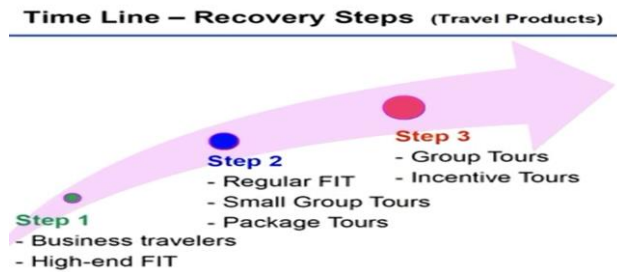 Time Line – Recovery Steps (Travel Products)
Step 1
- Business travelers
- High-end FIT
Step 2
- Regular FIT
- Small Group Tours
- Package Tours
Step 3
- Group Tours
- Incentive Tours